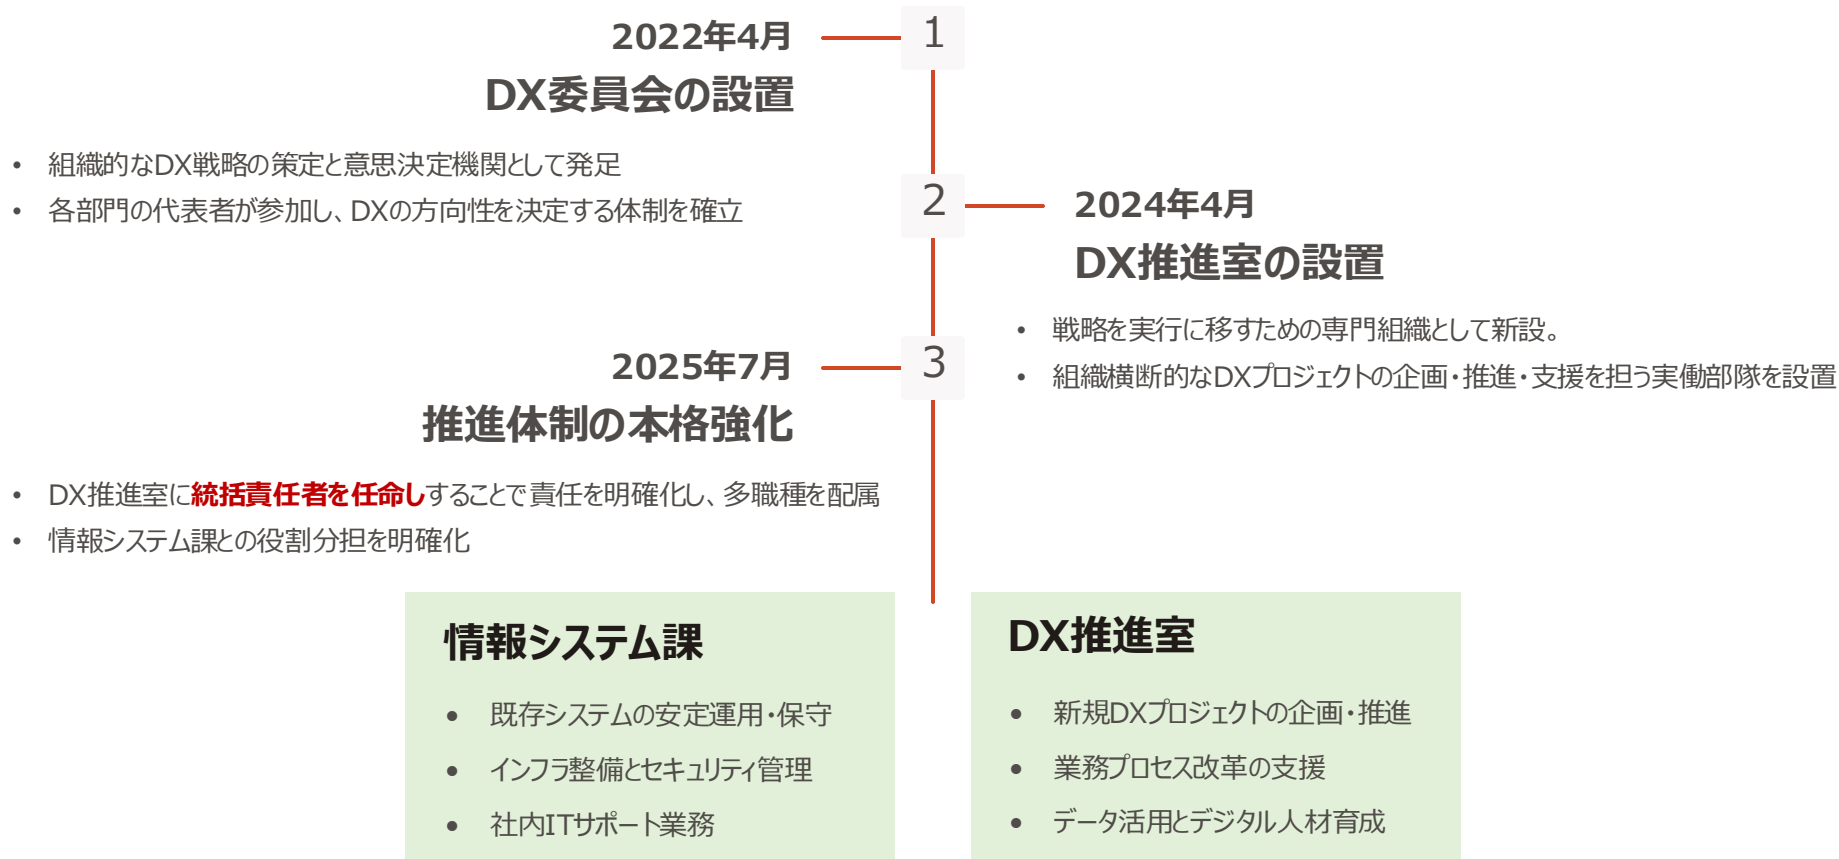 1
2022年4月
DX委員会の設置
• 組織的なDX戦略の策定と意思決定機関として発足
• 各部門の代表者が参加し、DXの方向性を決定する体制を確立
2
2024年4月
DX推進室の設置
• 戦略を実行に移すための専門組織として新設。
• 組織横断的なDXプロジェクトの企画・推進・支援を担う実働部隊を設置
3
2025年7月
推進体制の本格強化
• DX推進室に統括責任者を任命しすることで責任を明確化し、多職種を配属
• 情報システム課との役割分担を明確化
情報システム課
• 既存システムの安定運用・保守
• インフラ整備とセキュリティ管理
• 社内ITサポート業務
DX推進室
• 新規DXプロジェクトの企画・推進
• 業務プロセス改革の支援
• データ活用とデジタル人材育成